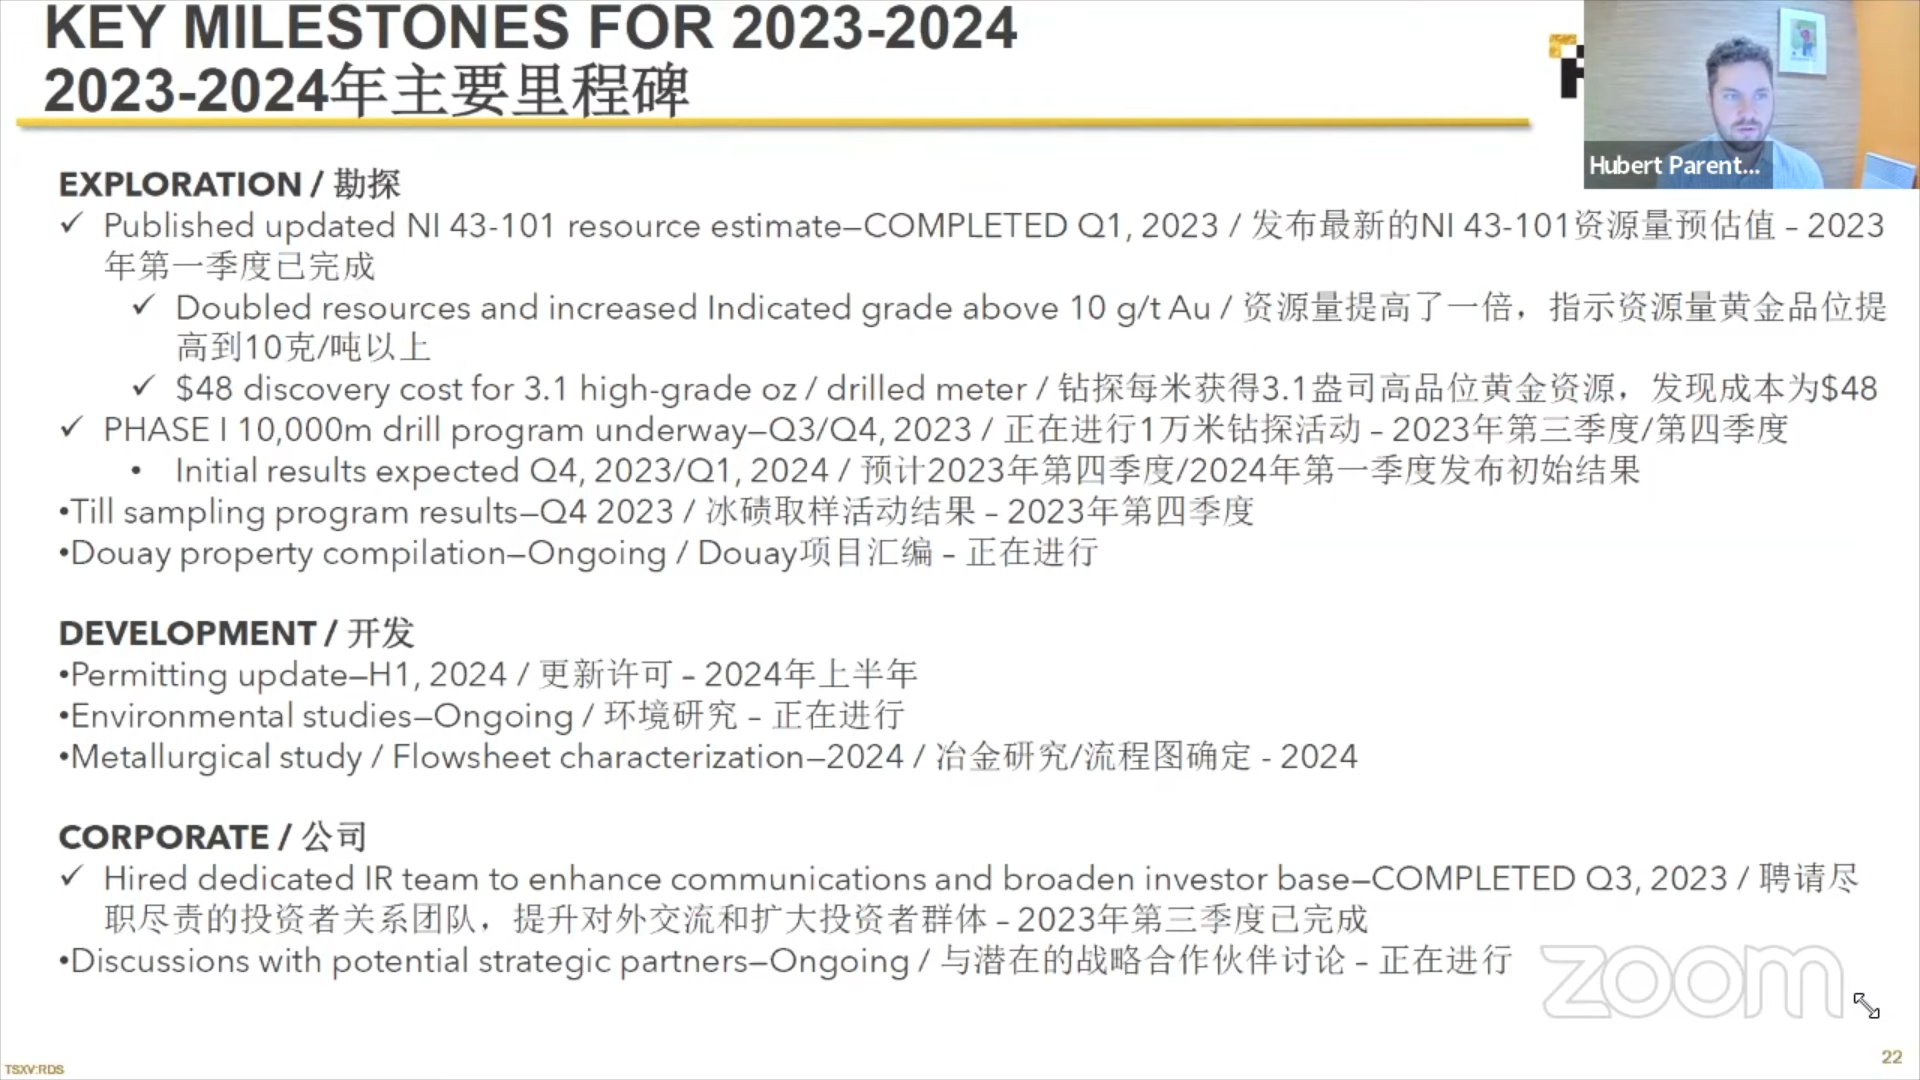 KEY MILESTONES FOR 2023-2024
2023-2024年主要里程碑
Hubert Parent...
EXPLORATION / 勘探
✓ Published updated NI 43-101 resource estimate–COMPLETED Q1, 2023 / 发布最新的NI 43-101资源量预估值 – 2023
年第一季度已完成
✓ Doubled resources and increased Indicated grade above 10 g/t Au / 资源量提高了一倍，指示资源量黄金品位提
高到10克/吨以上
✓ $48 discovery cost for 3.1 high-grade oz / drilled meter / 钻探每米获得3.1盎司高品位黄金资源，发现成本为$48
✓ PHASE I 10,000m drill program underway–Q3/Q4, 2023 / 正在进行1万米钻探活动 – 2023年第三季度/第四季度
• Initial results expected Q4, 2023/Q1, 2024 / 预计2023年第四季度/2024年第一季度发布初始结果
•Till sampling program results–Q4 2023 / 冰碛取样活动结果 – 2023年第四季度
•Douay property compilation–Ongoing / Douay项目汇编 – 正在进行
DEVELOPMENT / 开发
•Permitting update–H1, 2024 / 更新许可 – 2024年上半年
•Environmental studies–Ongoing / 环境研究 – 正在进行
•Metallurgical study / Flowsheet characterization–2024 / 冶金研究/流程图确定 - 2024
CORPORATE / 公司
✓ Hired dedicated IR team to enhance communications and broaden investor base–COMPLETED Q3, 2023 / 聘请尽
职尽责的投资者关系团队，提升对外交流和扩大投资者群体 – 2023年第三季度已完成
•Discussions with potential strategic partners–Ongoing / 与潜在的战略合作伙伴讨论 – 正在进行
zoom
TSXV:RDS
22